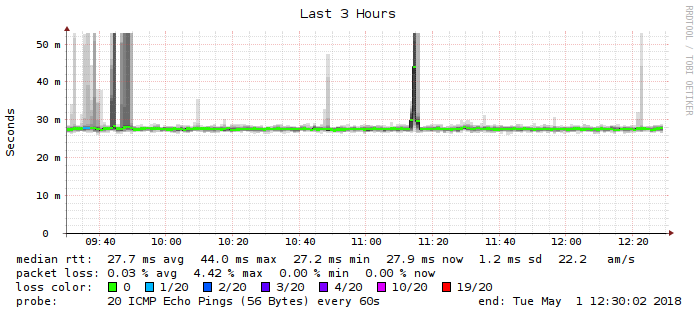 Last 3 Hours
RRDTOOL / TOBI OETIKER
Seconds
50 m
40 m
30 m
20 m
10 m
0
09:40 10:00 10:20 10:40 11:00 11:20 11:40 12:00 12:20
median rtt: 27.7 ms avg 44.0 ms max 27.2 ms min 27.9 ms now 1.2 ms sd 22.2 am/s
packet loss: 0.03 % avg 4.42 % max 0.00 % min 0.00 % now
loss color: 0 1/20 2/20 3/20 4/20 10/20 19/20
probe: 20 ICMP Echo Pings (56 Bytes) every 60s end: Tue May 1 12:30:02 2018